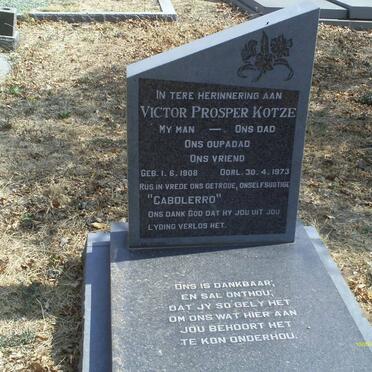 IN TERE HERINNERING AAN
VICTOR PROSPER KOTZE
MY MAN — ONS DAD
ONS OUPADAD
ONS VRIEND
GEB. 1. 6. 1908 OORL. 30. 4. 1973
RUS IN VREDE ONS GETROUE, ONSELFSUGTIGE
"CABOLERRO"
ONS DANK GOD DAT HY JOU UIT JOU
LYDING VERLOS HET.
ONS IS DANKBAAR,
EN SAL ONTHOU,
DAT JY SO GELY HET
OM ONS WAT HIER AAN
JOU BEHOORT HET
TE KON ONDERHOU.